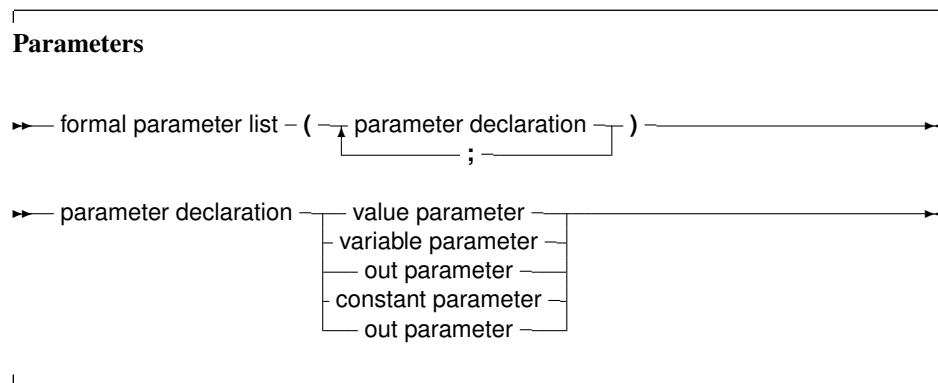 Parameters
formal parameter list ( parameter declaration )
;
parameter declaration value parameter
variable parameter
out parameter
constant parameter
out parameter